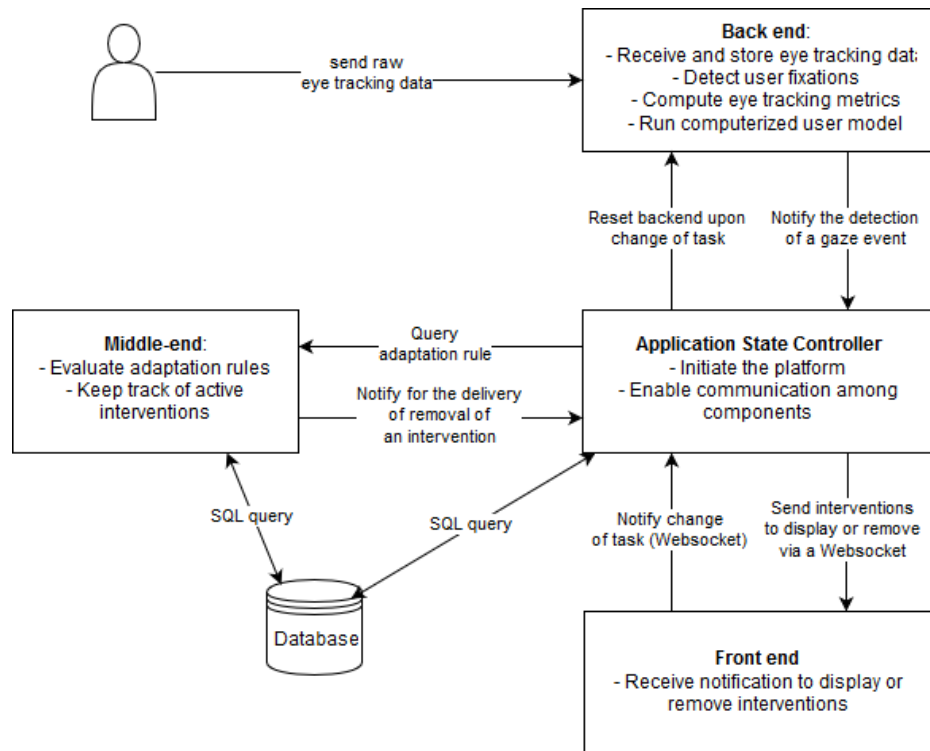 send raw
eye tracking data
Back end:
- Receive and store eye tracking data
- Detect user fixations
- Compute eye tracking metrics
- Run computerized user model
Reset backend upon
change of task
Notify the detection
of a gaze event
Middle-end:
- Evaluate adaptation rules
- Keep track of active
interventions
Query
adaptation rule
Notify for the delivery
of removal of
an intervention
Application State Controller
- Initiate the platform
- Enable communication among
components
SQL query
SQL query
Notify change
of task (Websocket)
Send interventions
to display or remove
via a Websocket
Database
Front end
- Receive notification to display or
remove interventions